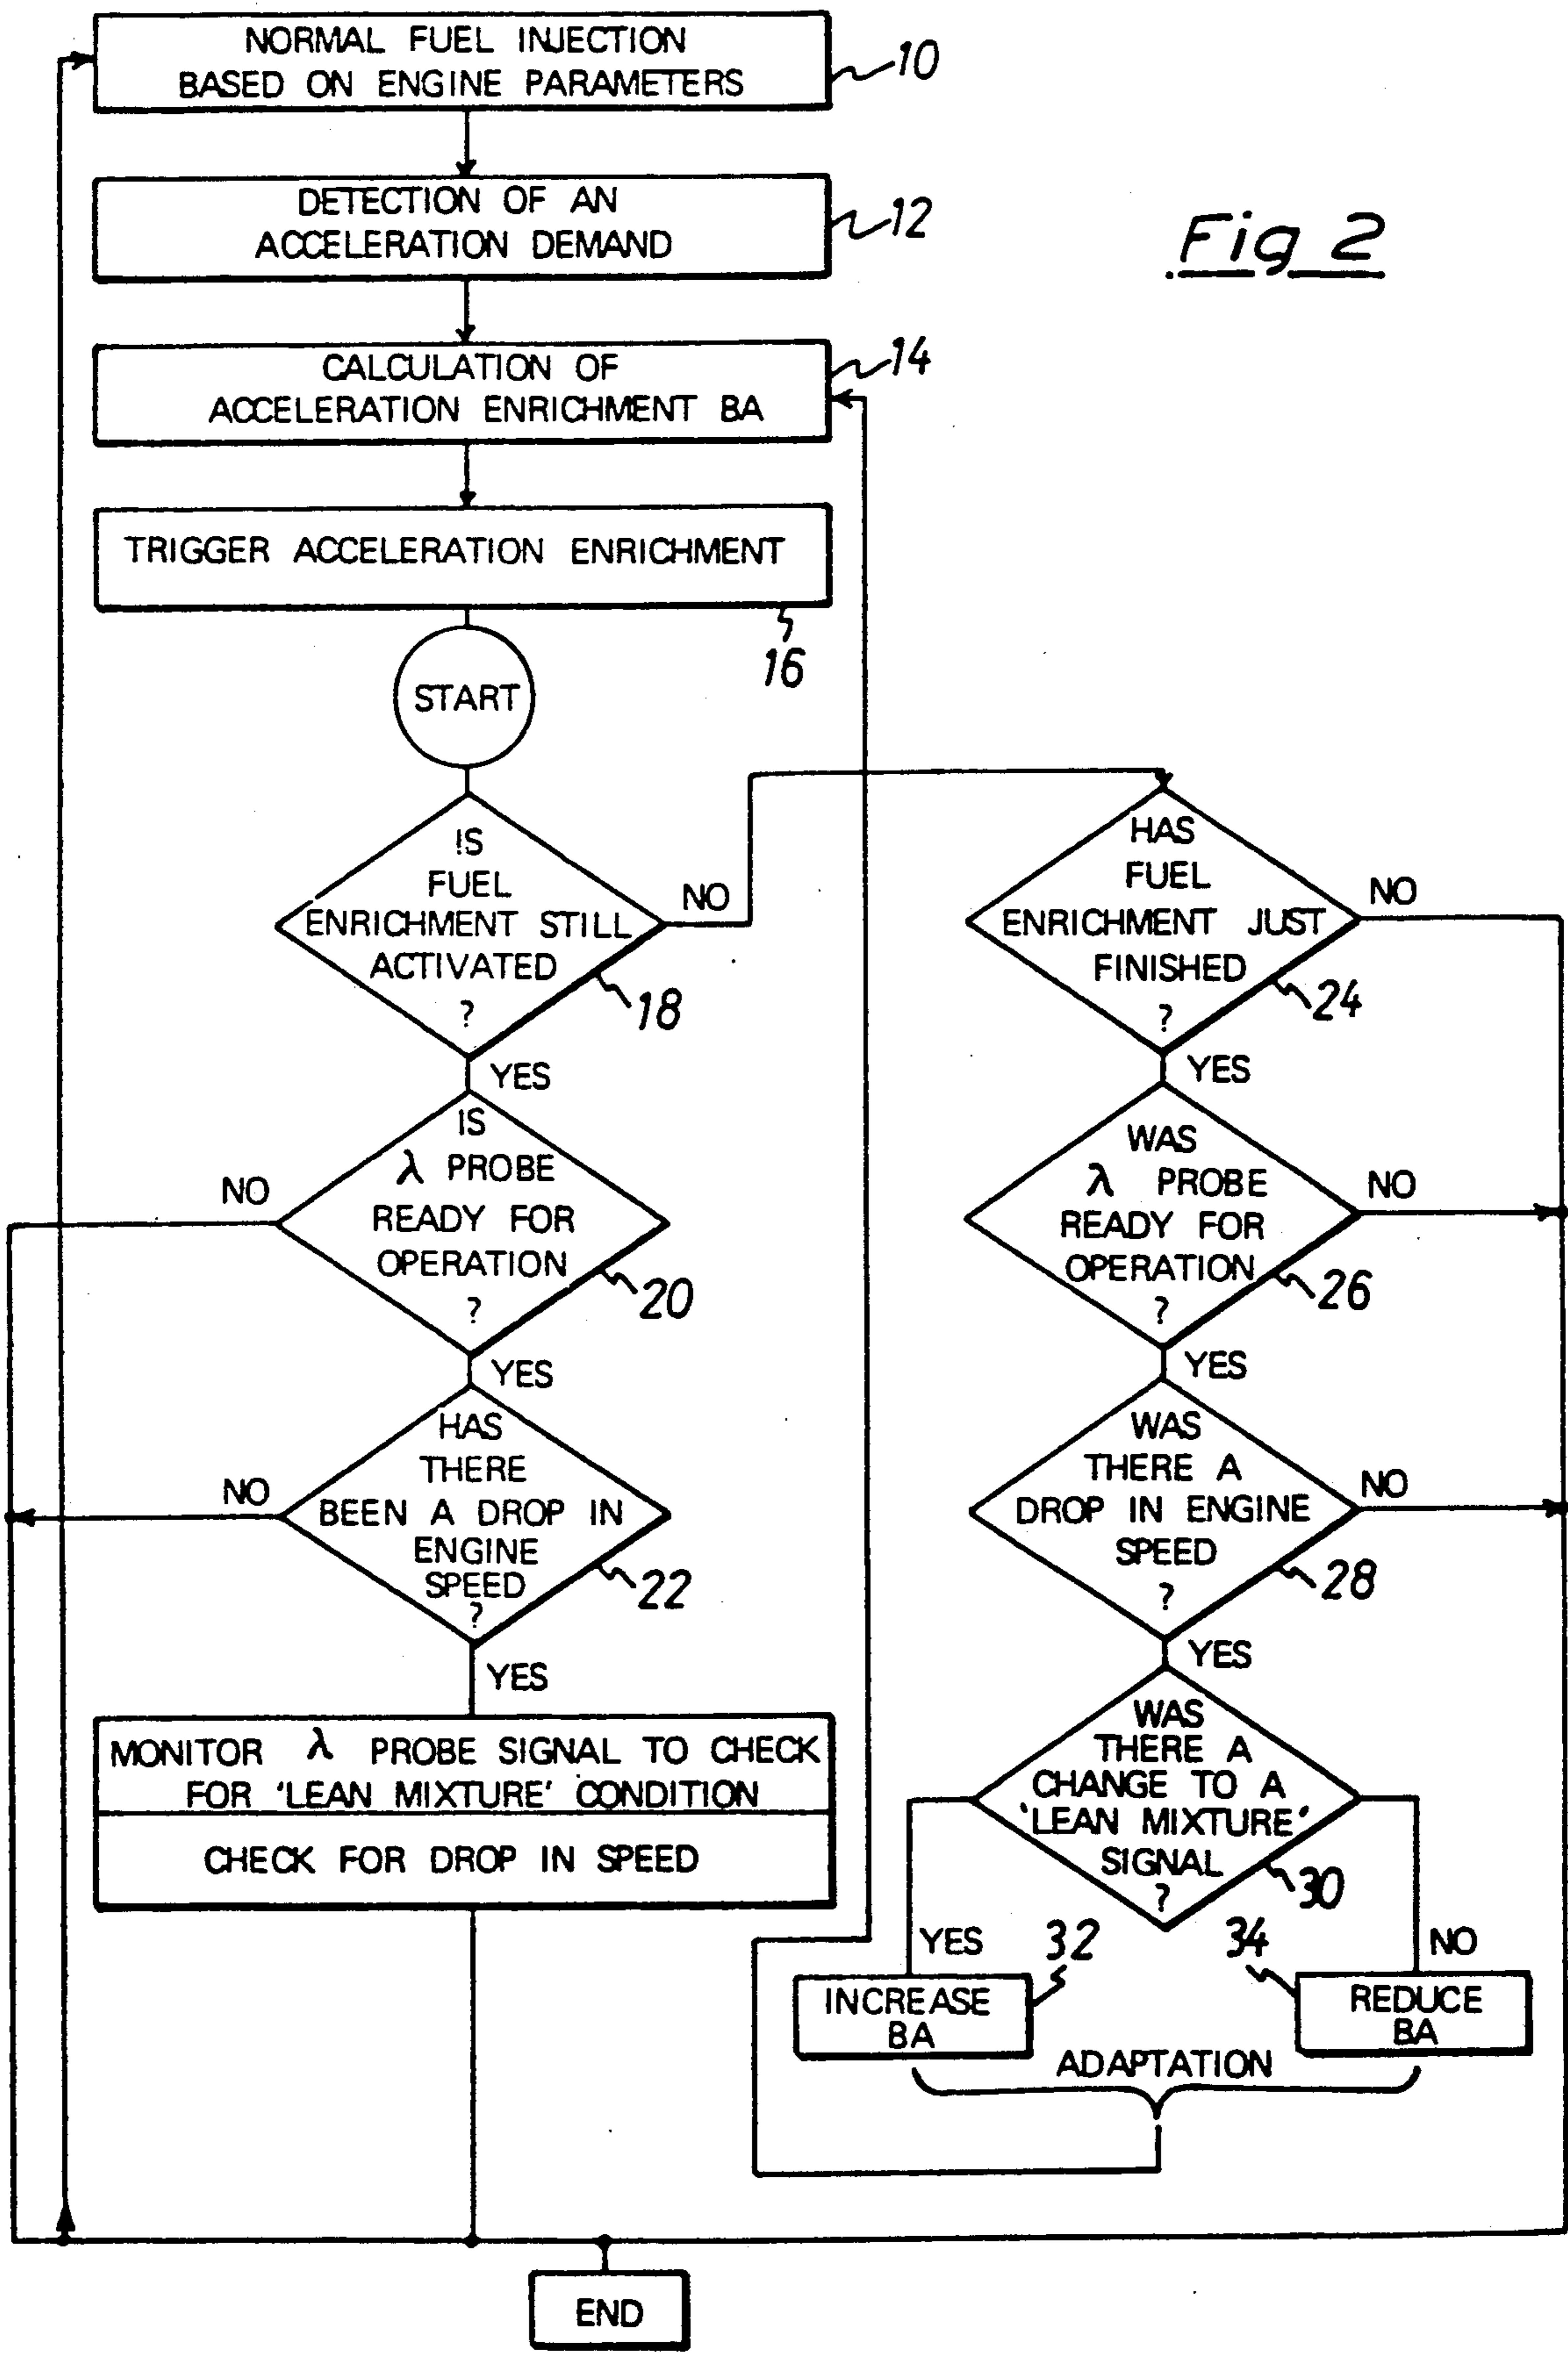 NORMAL FUEL INJECTION
BASED ON ENGINE PARAMETERS
10
DETECTION OF AN
ACCELERATION DEMAND
12
Fig 2
CALCULATION OF
ACCELERATION ENRICHMENT BA
14
TRIGGER ACCELERATION ENRICHMENT
16
START
IS
FUEL
ENRICHMENT STILL
ACTIVATED
?
18
NO
YES
IS
λ PROBE
READY FOR
OPERATION
?
20
NO
YES
HAS
THERE
BEEN A DROP IN
ENGINE
SPEED
?
22
NO
YES
MONITOR λ PROBE SIGNAL TO CHECK
FOR 'LEAN MIXTURE' CONDITION
CHECK FOR DROP IN SPEED
HAS
FUEL
ENRICHMENT JUST
FINISHED
?
24
NO
YES
WAS
λ PROBE
READY FOR
OPERATION
?
26
NO
YES
WAS
THERE A
DROP IN ENGINE
SPEED
?
28
NO
YES
WAS
THERE A
CHANGE TO A
'LEAN MIXTURE'
SIGNAL
?
30
YES
32
34
NO
INCREASE
BA
REDUCE
BA
ADAPTATION
END